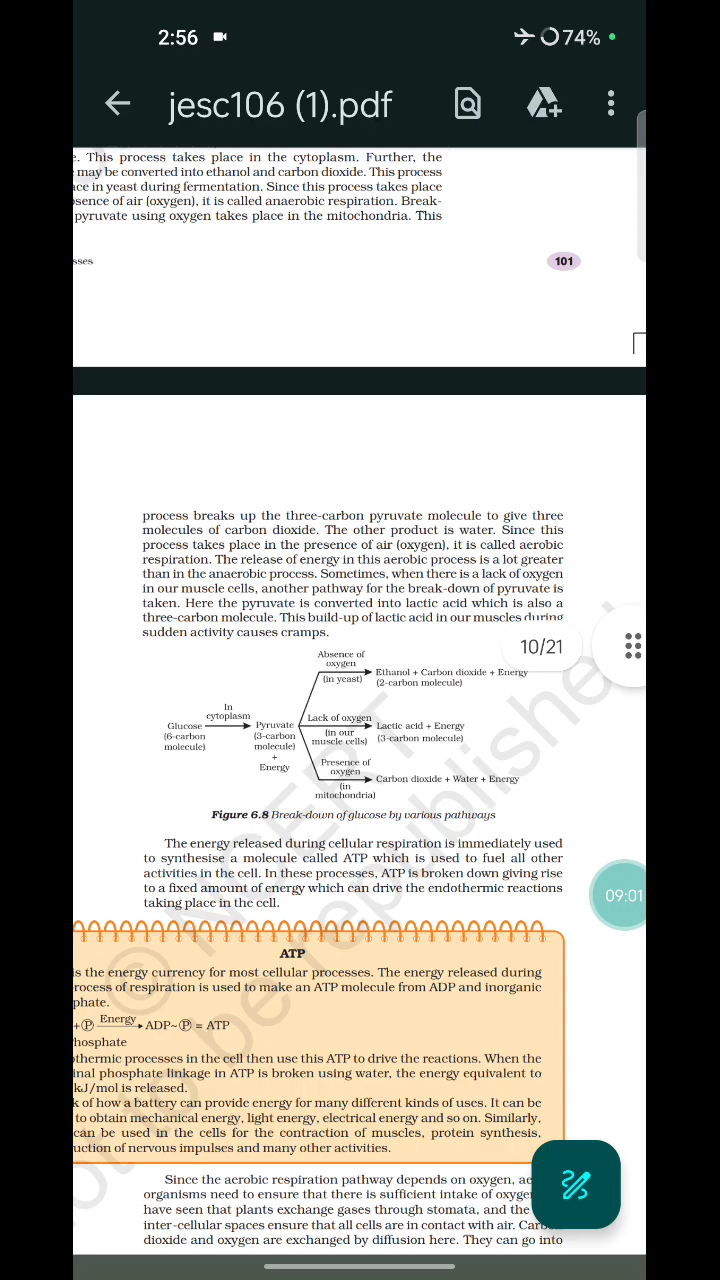 2:56
74%
jesc106 (1).pdf
e. This process takes place in the cytoplasm. Further, the
may be converted into ethanol and carbon dioxide. This process
ace in yeast during fermentation. Since this process takes place
bsence of air (oxygen), it is called anaerobic respiration. Break-
pyruvate using oxygen takes place in the mitochondria. This
sses
101
process breaks up the three-carbon pyruvate molecule to give three
molecules of carbon dioxide. The other product is water. Since this
process takes place in the presence of air (oxygen), it is called aerobic
respiration. The release of energy in this aerobic process is a lot greater
than in the anaerobic process. Sometimes, when there is a lack of oxygen
in our muscle cells, another pathway for the break-down of pyruvate is
taken. Here the pyruvate is converted into lactic acid which is also a
three-carbon molecule. This build-up of lactic acid in our muscles during
sudden activity causes cramps.
10/21
Absence of
oxygen
(in yeast)
Ethanol + Carbon dioxide + Energy
(2-carbon molecule)
In
cytoplasm
Glucose
(6-carbon
molecule)
Pyruvate
(3-carbon
molecule)
+
Energy
Lack of oxygen
(in our
muscle cells)
Lactic acid + Energy
(3-carbon molecule)
Presence of
oxygen
(in
mitochondria)
Carbon dioxide + Water + Energy
Figure 6.8 Break-down of glucose by various pathways
The energy released during cellular respiration is immediately used
to synthesise a molecule called ATP which is used to fuel all other
activities in the cell. In these processes, ATP is broken down giving rise
to a fixed amount of energy which can drive the endothermic reactions
taking place in the cell.
09:01
ATP
is the energy currency for most cellular processes. The energy released during
rocess of respiration is used to make an ATP molecule from ADP and inorganic
phate.
+Ⓟ Energy ADP~Ⓟ = ATP
hosphate
othermic processes in the cell then use this ATP to drive the reactions. When the
inal phosphate linkage in ATP is broken using water, the energy equivalent to
kJ/mol is released.
k of how a battery can provide energy for many different kinds of uses. It can be
to obtain mechanical energy, light energy, electrical energy and so on. Similarly,
can be used in the cells for the contraction of muscles, protein synthesis,
uction of nervous impulses and many other activities.
Since the aerobic respiration pathway depends on oxygen, ae
organisms need to ensure that there is sufficient intake of oxyge
have seen that plants exchange gases through stomata, and the
inter-cellular spaces ensure that all cells are in contact with air. Carb
dioxide and oxygen are exchanged by diffusion here. They can go into
© NCERT
not to be republished